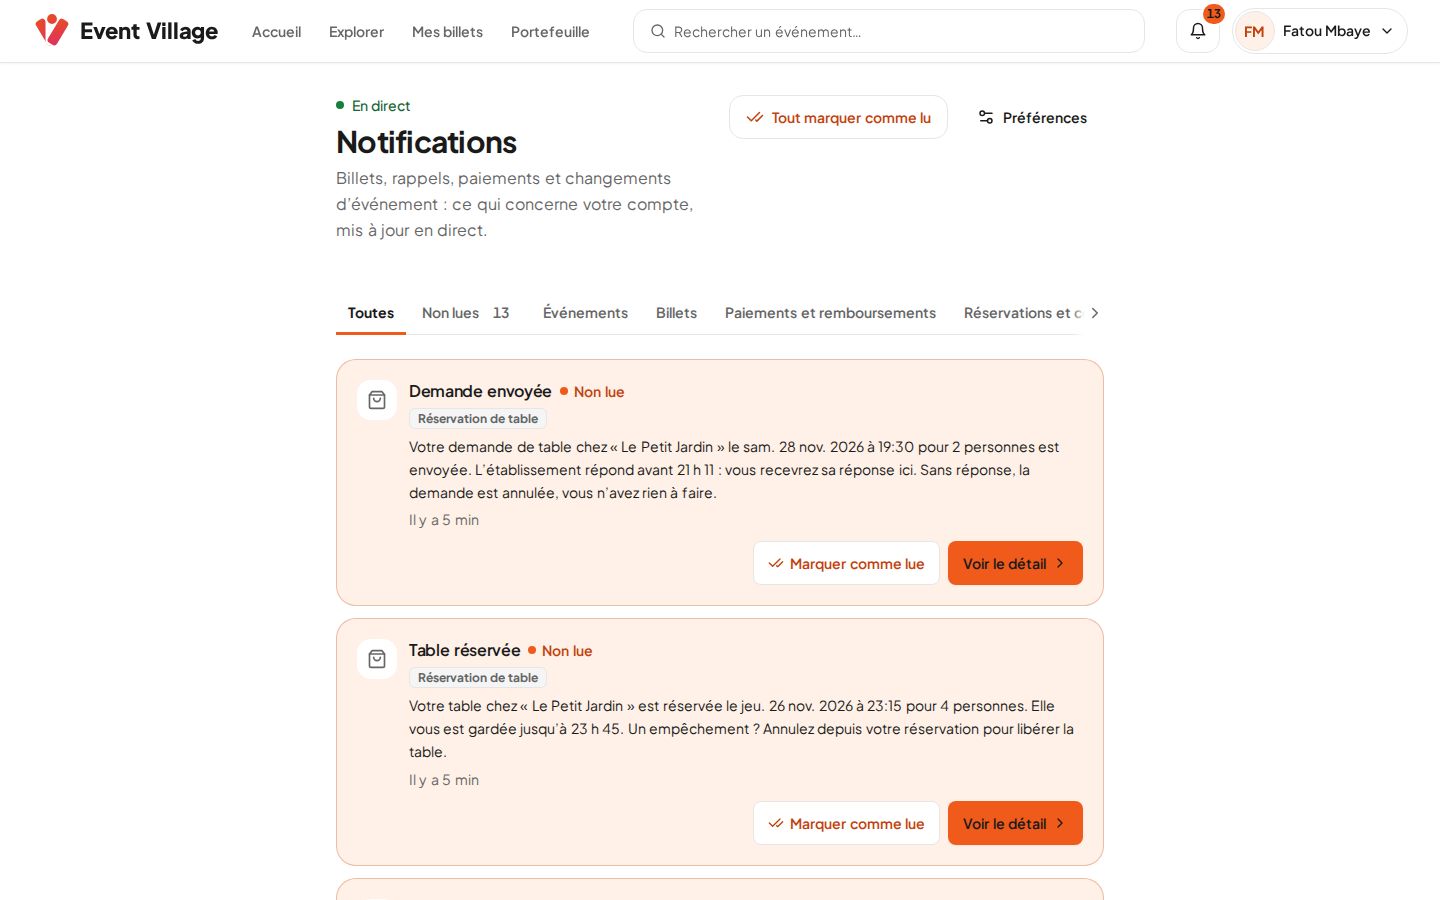 Event Village
Accueil
Explorer
Mes billets
Portefeuille
Rechercher un événement…
13
FM
Fatou Mbaye
En direct
Notifications
Billets, rappels, paiements et changements
d’événement : ce qui concerne votre compte,
mis à jour en direct.
Tout marquer comme lu
Préférences
Toutes
Non lues 13
Événements
Billets
Paiements et remboursements
Réservations et
Demande envoyée
Non lue
Réservation de table
Votre demande de table chez « Le Petit Jardin » le sam. 28 nov. 2026 à 19:30 pour 2 personnes est
envoyée. L’établissement répond avant 21 h 11 : vous recevrez sa réponse ici. Sans réponse, la
demande est annulée, vous n’avez rien à faire.
Il y a 5 min
Marquer comme lue
Voir le détail
Table réservée
Non lue
Réservation de table
Votre table chez « Le Petit Jardin » est réservée le jeu. 26 nov. 2026 à 23:15 pour 4 personnes. Elle
vous est gardée jusqu’à 23 h 45. Un empêchement ? Annulez depuis votre réservation pour libérer la
table.
Il y a 5 min
Marquer comme lue
Voir le détail